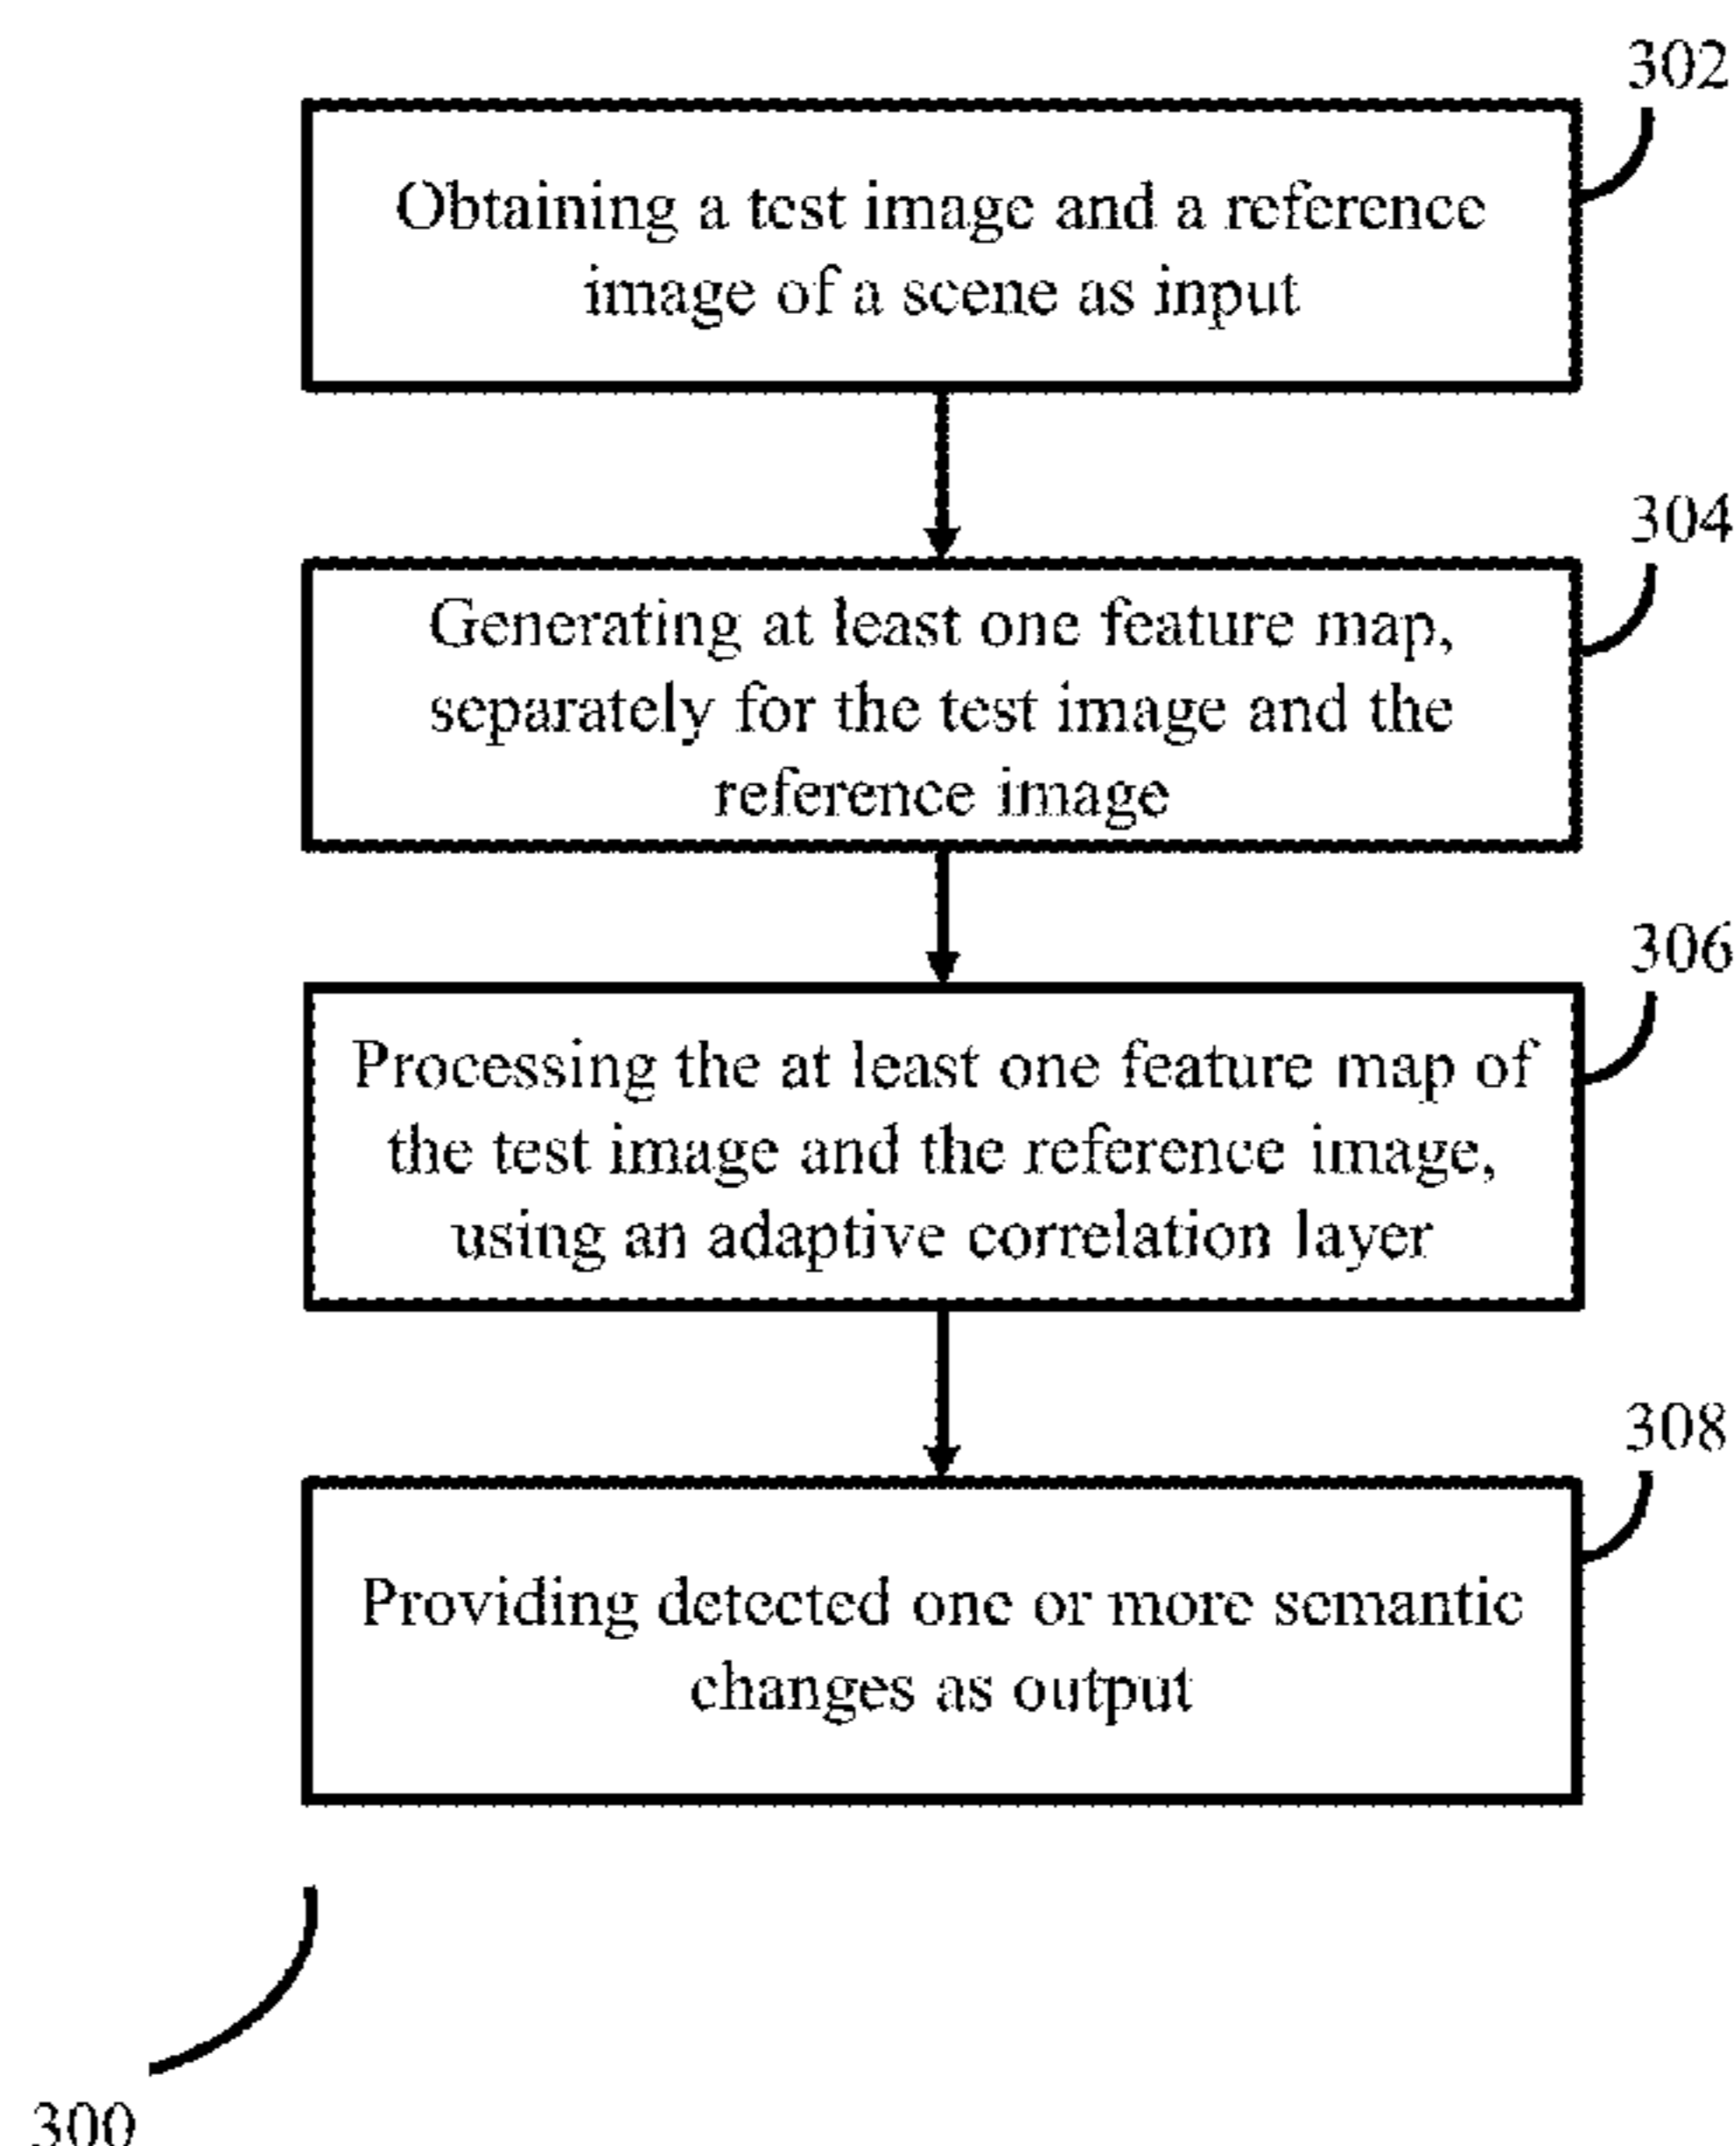 302
Obtaining a test image and a reference
image of a scene as input
304
Generating at least one feature map,
separately for the test image and the
reference image
306
Processing the at least one feature map of
the test image and the reference image,
using an adaptive correlation layer
308
Providing detected one or more semantic
changes as output
300